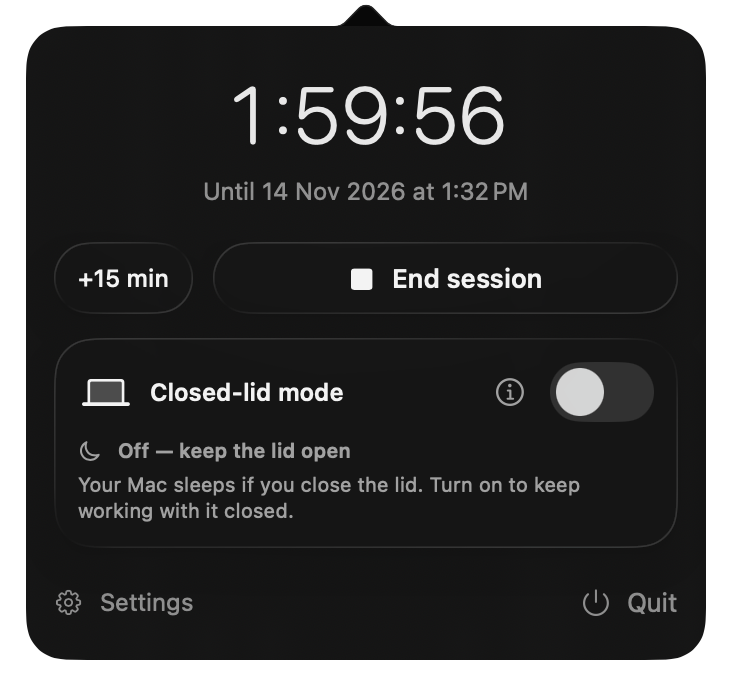 1:59:56
Until 14 Nov 2026 at 1:32 PM
+15 min
End session
Closed-lid mode
Off — keep the lid open
Your Mac sleeps if you close the lid. Turn on to keep
working with it closed.
Settings
Quit